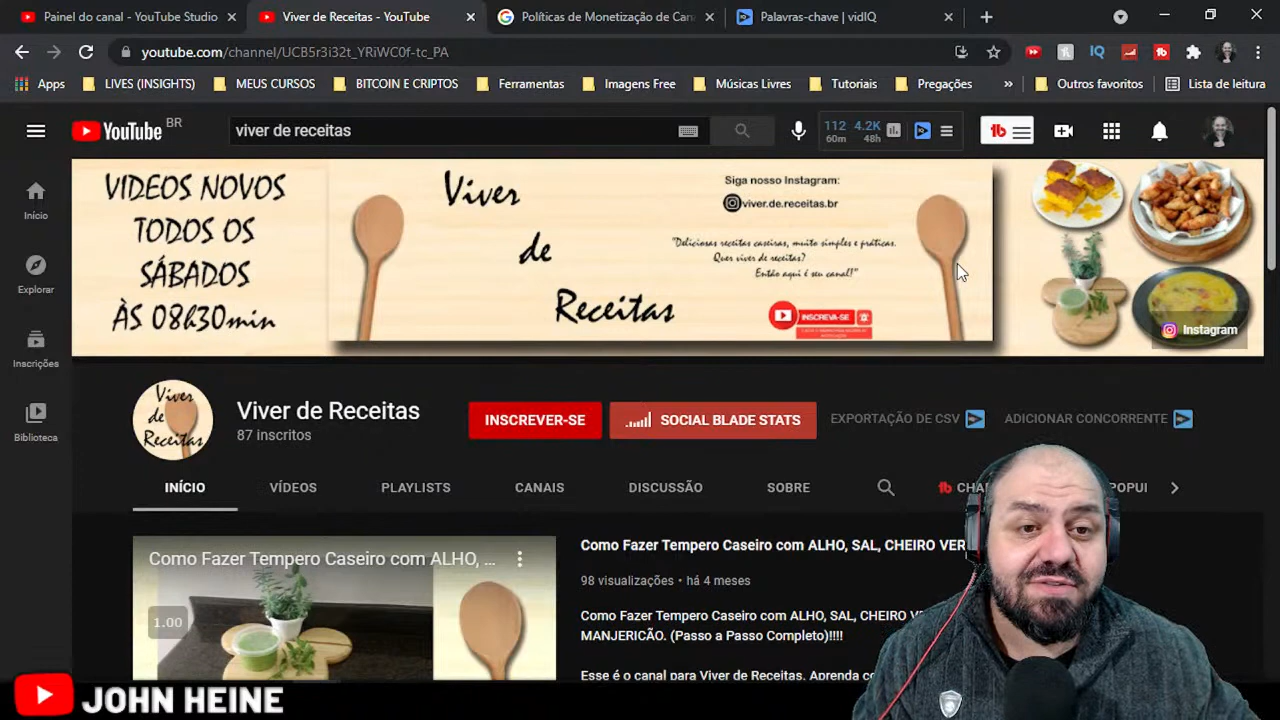 Painel do canal - YouTube Studio
Viver de Receitas - YouTube
Políticas de Monetização de Can
Palavras-chave | vidIQ
youtube.com/channel/UCB5r3i32t_YRiWC0f-tc_PA
Apps
LIVES (INSIGHTS)
MEUS CURSOS
BITCOIN E CRIPTOS
Ferramentas
Imagens Free
Músicas Livres
Tutoriais
Pregações
Outros favoritos
Lista de leitura
YouTube BR
viver de receitas
112 4.2K
60m 48h
Início
Explorar
Inscrições
Biblioteca
VIDEOS NOVOS
TODOS OS
SÁBADOS
ÀS 08h30min
Viver
de
Receitas
Siga nosso Instagram:
viver.de.receitas.br
"Deliciosas receitas caseiras, muito simples e práticas.
Quer viver de receitas?
Então aqui é seu canal!"
INSCREVA-SE
Instagram
Viver
de
Receitas
Viver de Receitas
87 inscritos
INSCREVER-SE
SOCIAL BLADE STATS
EXPORTAÇÃO DE CSV
ADICIONAR CONCORRENTE
INÍCIO
VÍDEOS
PLAYLISTS
CANAIS
DISCUSSÃO
SOBRE
Como Fazer Tempero Caseiro com ALHO, ...
1.00
Como Fazer Tempero Caseiro com ALHO, SAL, CHEIRO VER
98 visualizações • há 4 meses
Como Fazer Tempero Caseiro com ALHO, SAL, CHEIRO V
MANJERICÃO. (Passo a Passo Completo)!!!!
Esse é o canal para Viver de Receitas. Aprenda
JOHN HEINE